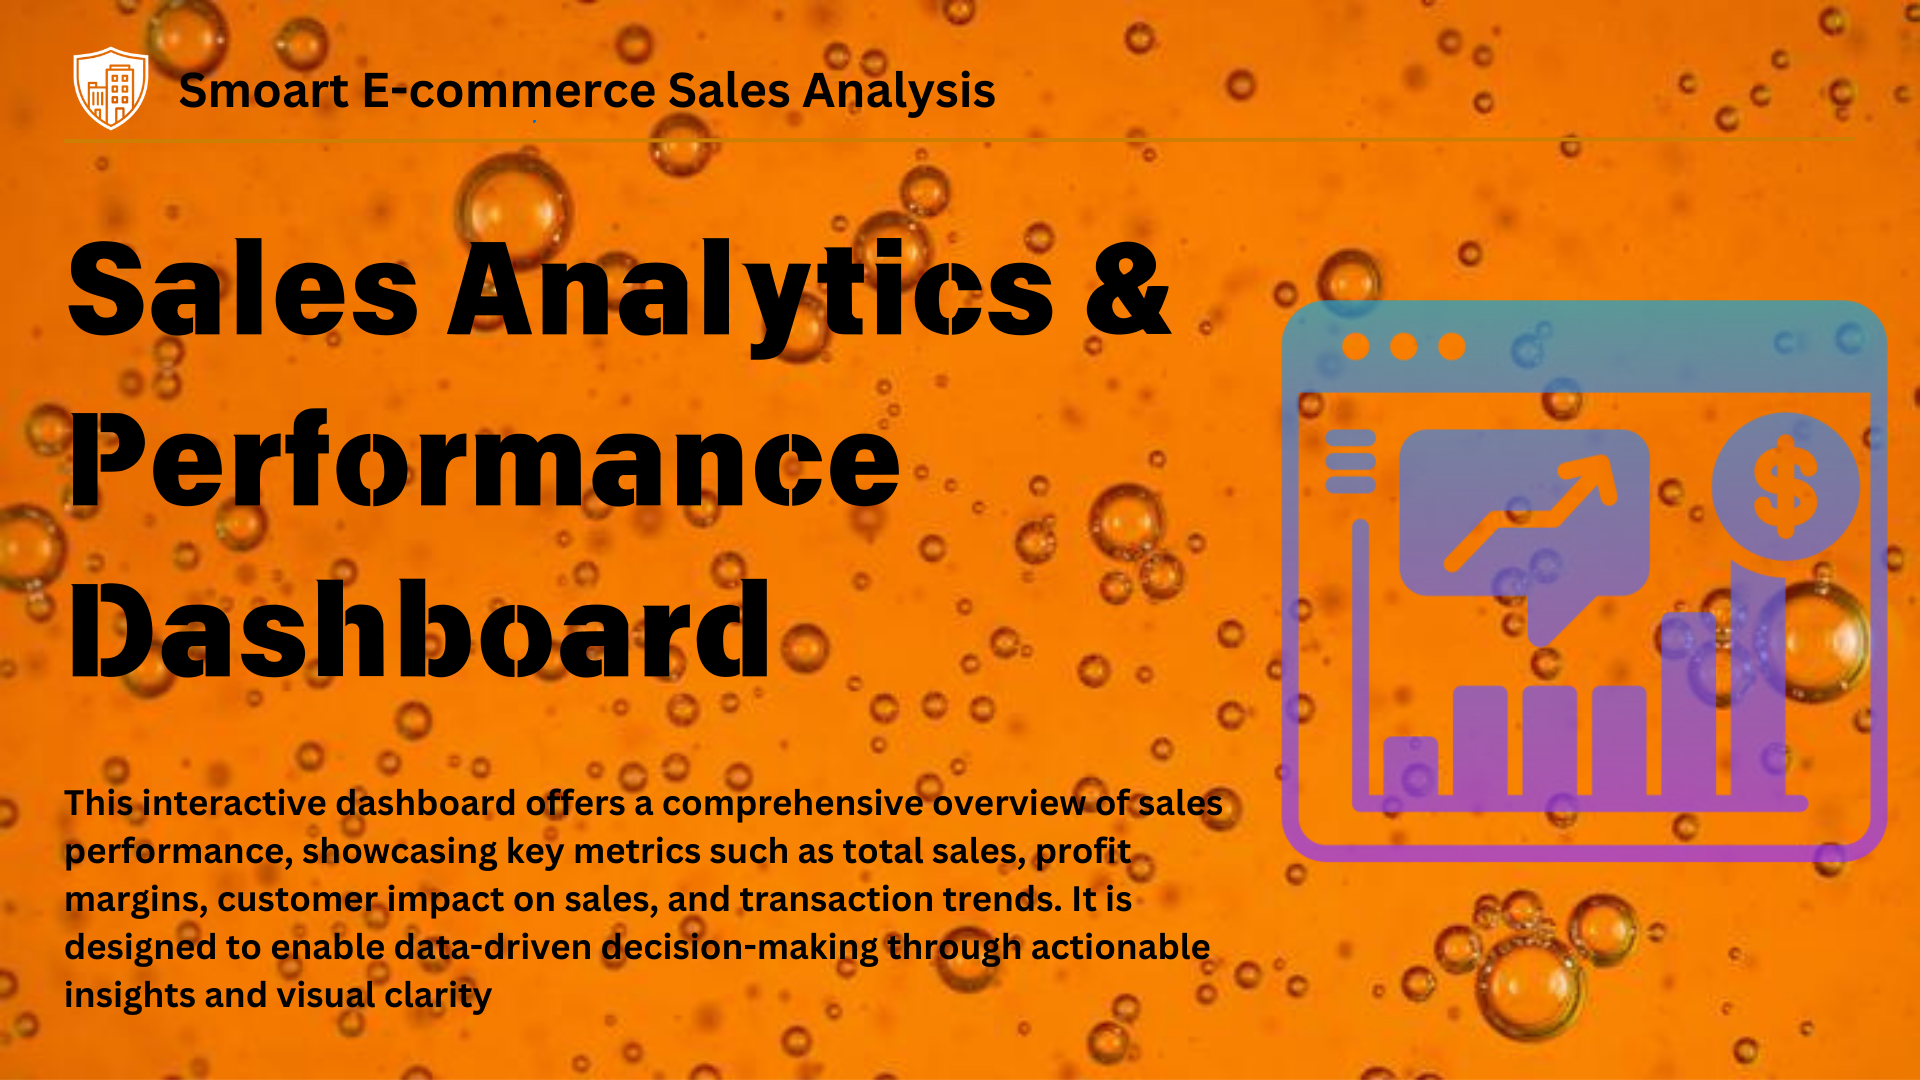 Smoart E-commerce Sales Analysis
Sales Analytics &
Performance
Dashboard
This interactive dashboard offers a comprehensive overview of sales
performance, showcasing key metrics such as total sales, profit
margins, customer impact on sales, and transaction trends. It is
designed to enable data-driven decision-making through actionable
insights and visual clarity
$